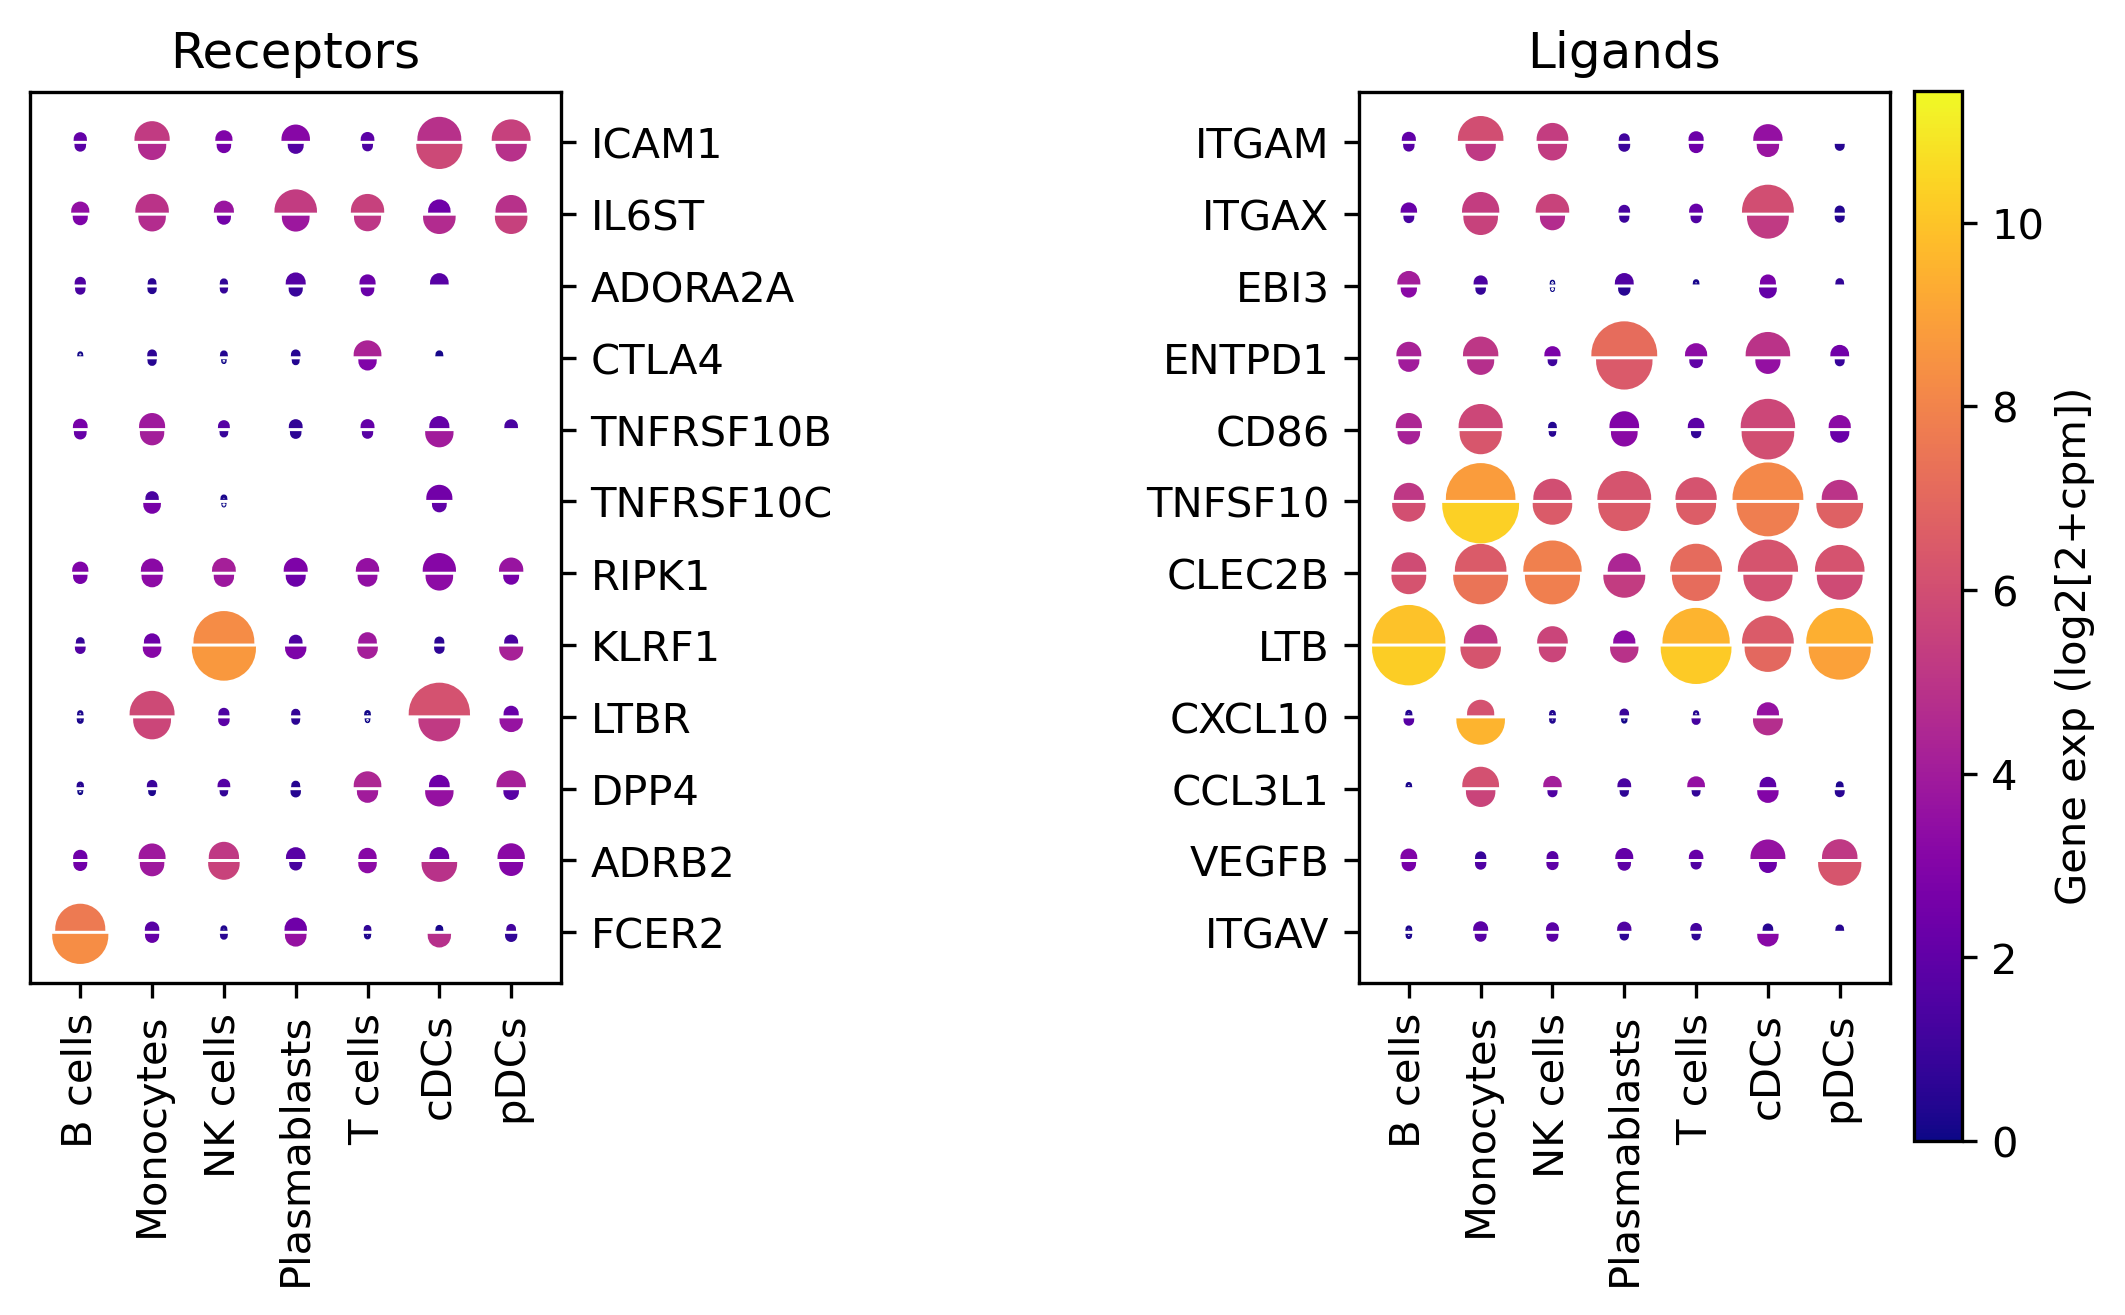 Receptors
ICAM1
IL6ST
ADORA2A
CTLA4
TNFRSF10B
TNFRSF10C
RIPK1
KLRF1
LTBR
DPP4
ADRB2
FCER2
B cells
Monocytes
NK cells
Plasmablasts
T cells
cDCs
pDCs
Ligands
ITGAM
ITGAX
EBI3
ENTPD1
CD86
TNFSF10
CLEC2B
LTB
CXCL10
CCL3L1
VEGFB
ITGAV
B cells
Monocytes
NK cells
Plasmablasts
T cells
cDCs
pDCs
10
8
6
4
2
0
Gene exp (log2[2+cpm])